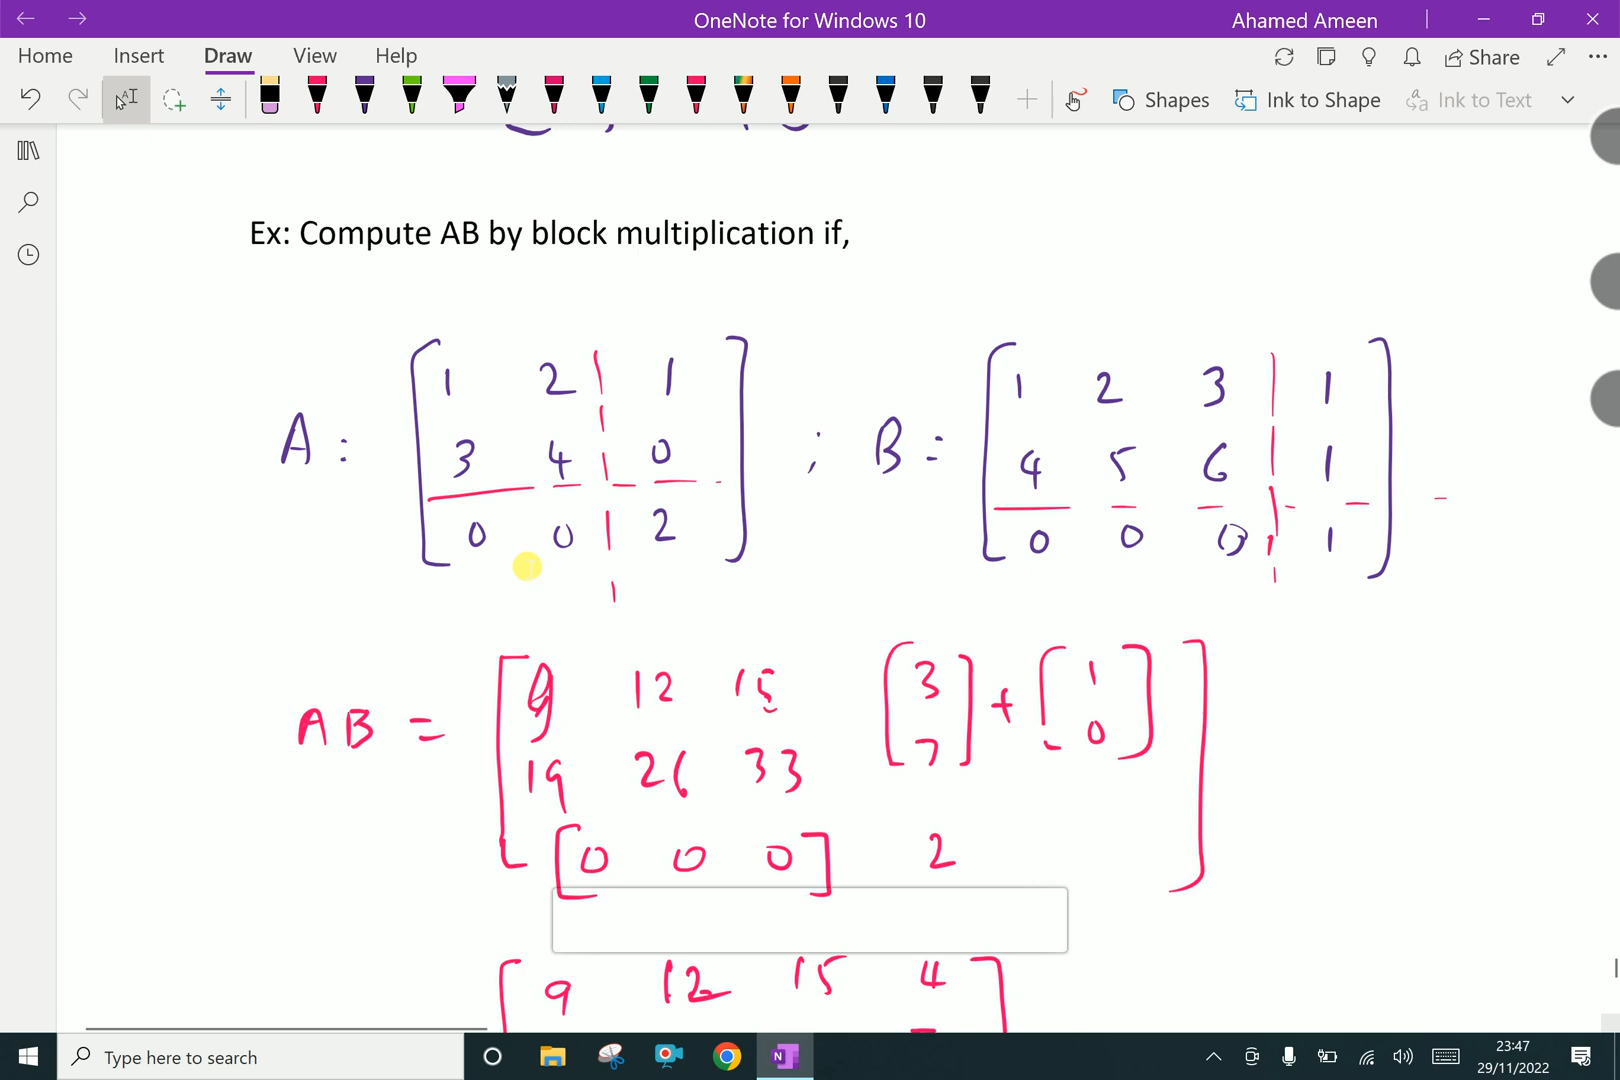 OneNote for Windows 10
Ahamed Ameen
Home Insert Draw View Help
Share
Shapes Ink to Shape Ink to Text
Ex: Compute AB by block multiplication if,
1 2 1
1 2 3 1
A: 3 4 0 ; B = 4 5 6 1
0 0 2
0 0 0 1
9 12 15 [3 + [1
AB = 19 26 33 7] 0]
[0 0 0] 2
9 12 15 4
Type here to search
23:47
29/11/2022